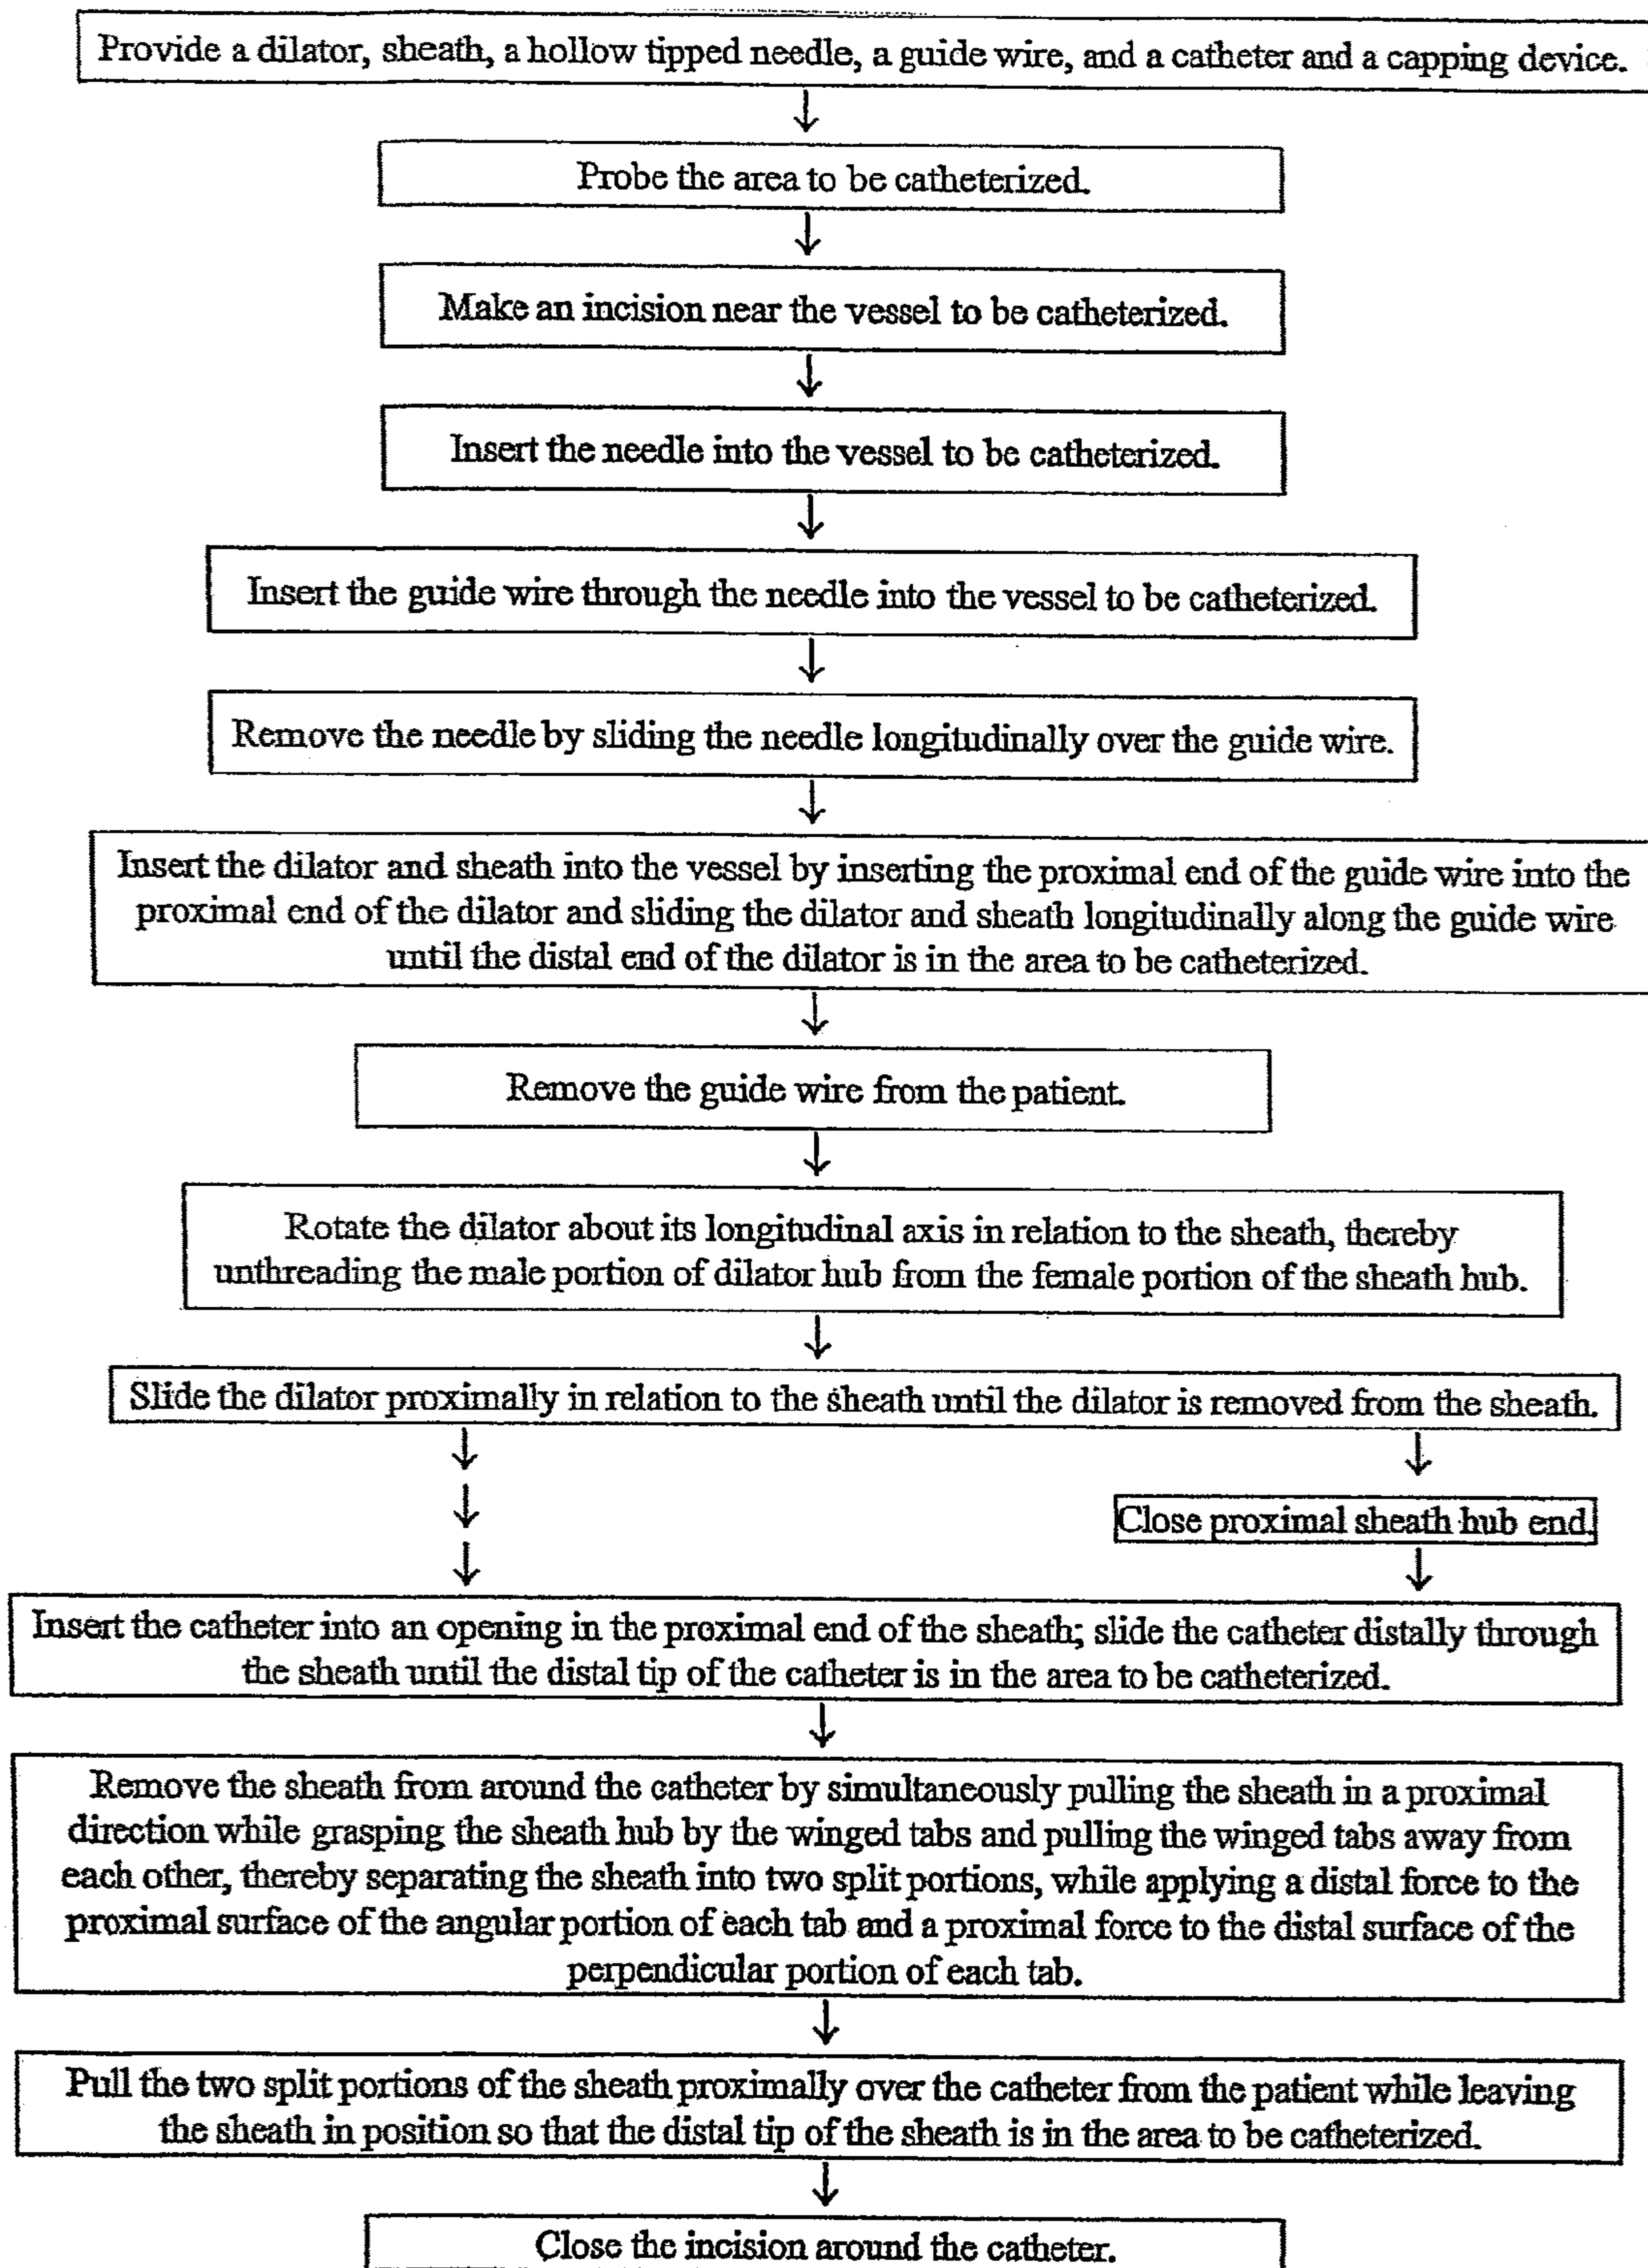 Provide a dilator, sheath, a hollow tipped needle, a guide wire, and a catheter and a capping device.
Probe the area to be catheterized.
Make an incision near the vessel to be catheterized.
Insert the needle into the vessel to be catheterized.
Insert the guide wire through the needle into the vessel to be catheterized.
Remove the needle by sliding the needle longitudinally over the guide wire.
Insert the dilator and sheath into the vessel by inserting the proximal end of the guide wire into the
proximal end of the dilator and sliding the dilator and sheath longitudinally along the guide wire
until the distal end of the dilator is in the area to be catheterized.
Remove the guide wire from the patient.
Rotate the dilator about its longitudinal axis in relation to the sheath, thereby
unthreading the male portion of dilator hub from the female portion of the sheath hub.
Slide the dilator proximally in relation to the sheath until the dilator is removed from the sheath.
Close proximal sheath hub end.
Insert the catheter into an opening in the proximal end of the sheath; slide the catheter distally through
the sheath until the distal tip of the catheter is in the area to be catheterized.
Remove the sheath from around the catheter by simultaneously pulling the sheath in a proximal
direction while grasping the sheath hub by the winged tabs and pulling the winged tabs away from
each other, thereby separating the sheath into two split portions, while applying a distal force to the
proximal surface of the angular portion of each tab and a proximal force to the distal surface of the
perpendicular portion of each tab.
Pull the two split portions of the sheath proximally over the catheter from the patient while leaving
the sheath in position so that the distal tip of the sheath is in the area to be catheterized.
Close the incision around the catheter.